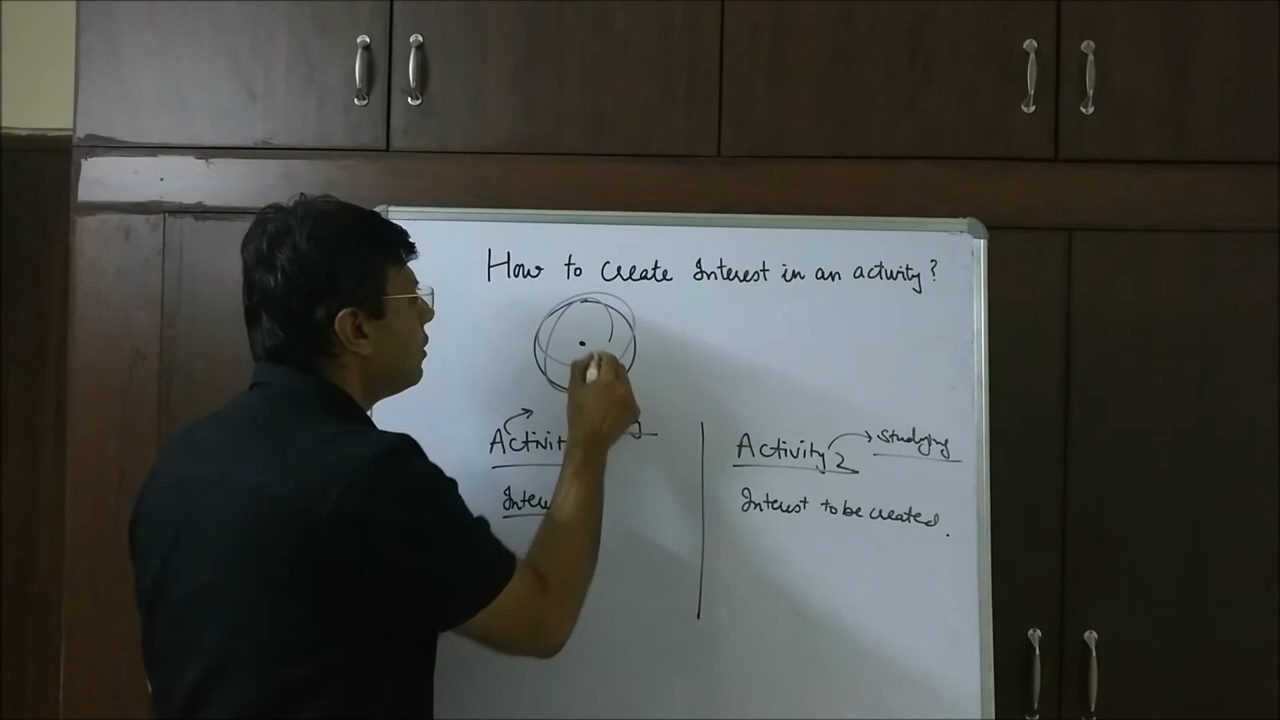 How to create Interest in an activity?
Activity 2 → Studying
Interest to be created.